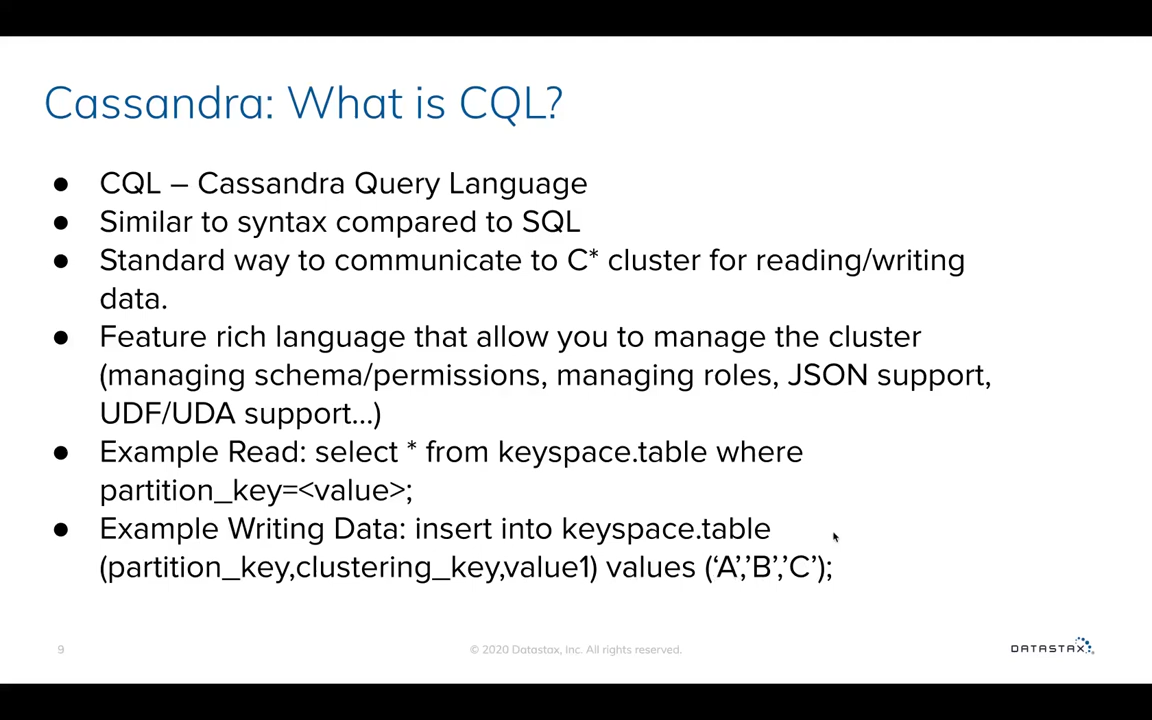 Cassandra: What is CQL?
● CQL – Cassandra Query Language
● Similar to syntax compared to SQL
● Standard way to communicate to C* cluster for reading/writing
data.
● Feature rich language that allow you to manage the cluster
(managing schema/permissions, managing roles, JSON support,
UDF/UDA support...)
● Example Read: select * from keyspace.table where
partition_key=<value>;
● Example Writing Data: insert into keyspace.table
(partition_key,clustering_key,value1) values (‘A’,’B’,’C’);
9
© 2020 Datastax, Inc. All rights reserved.
DATASTAX